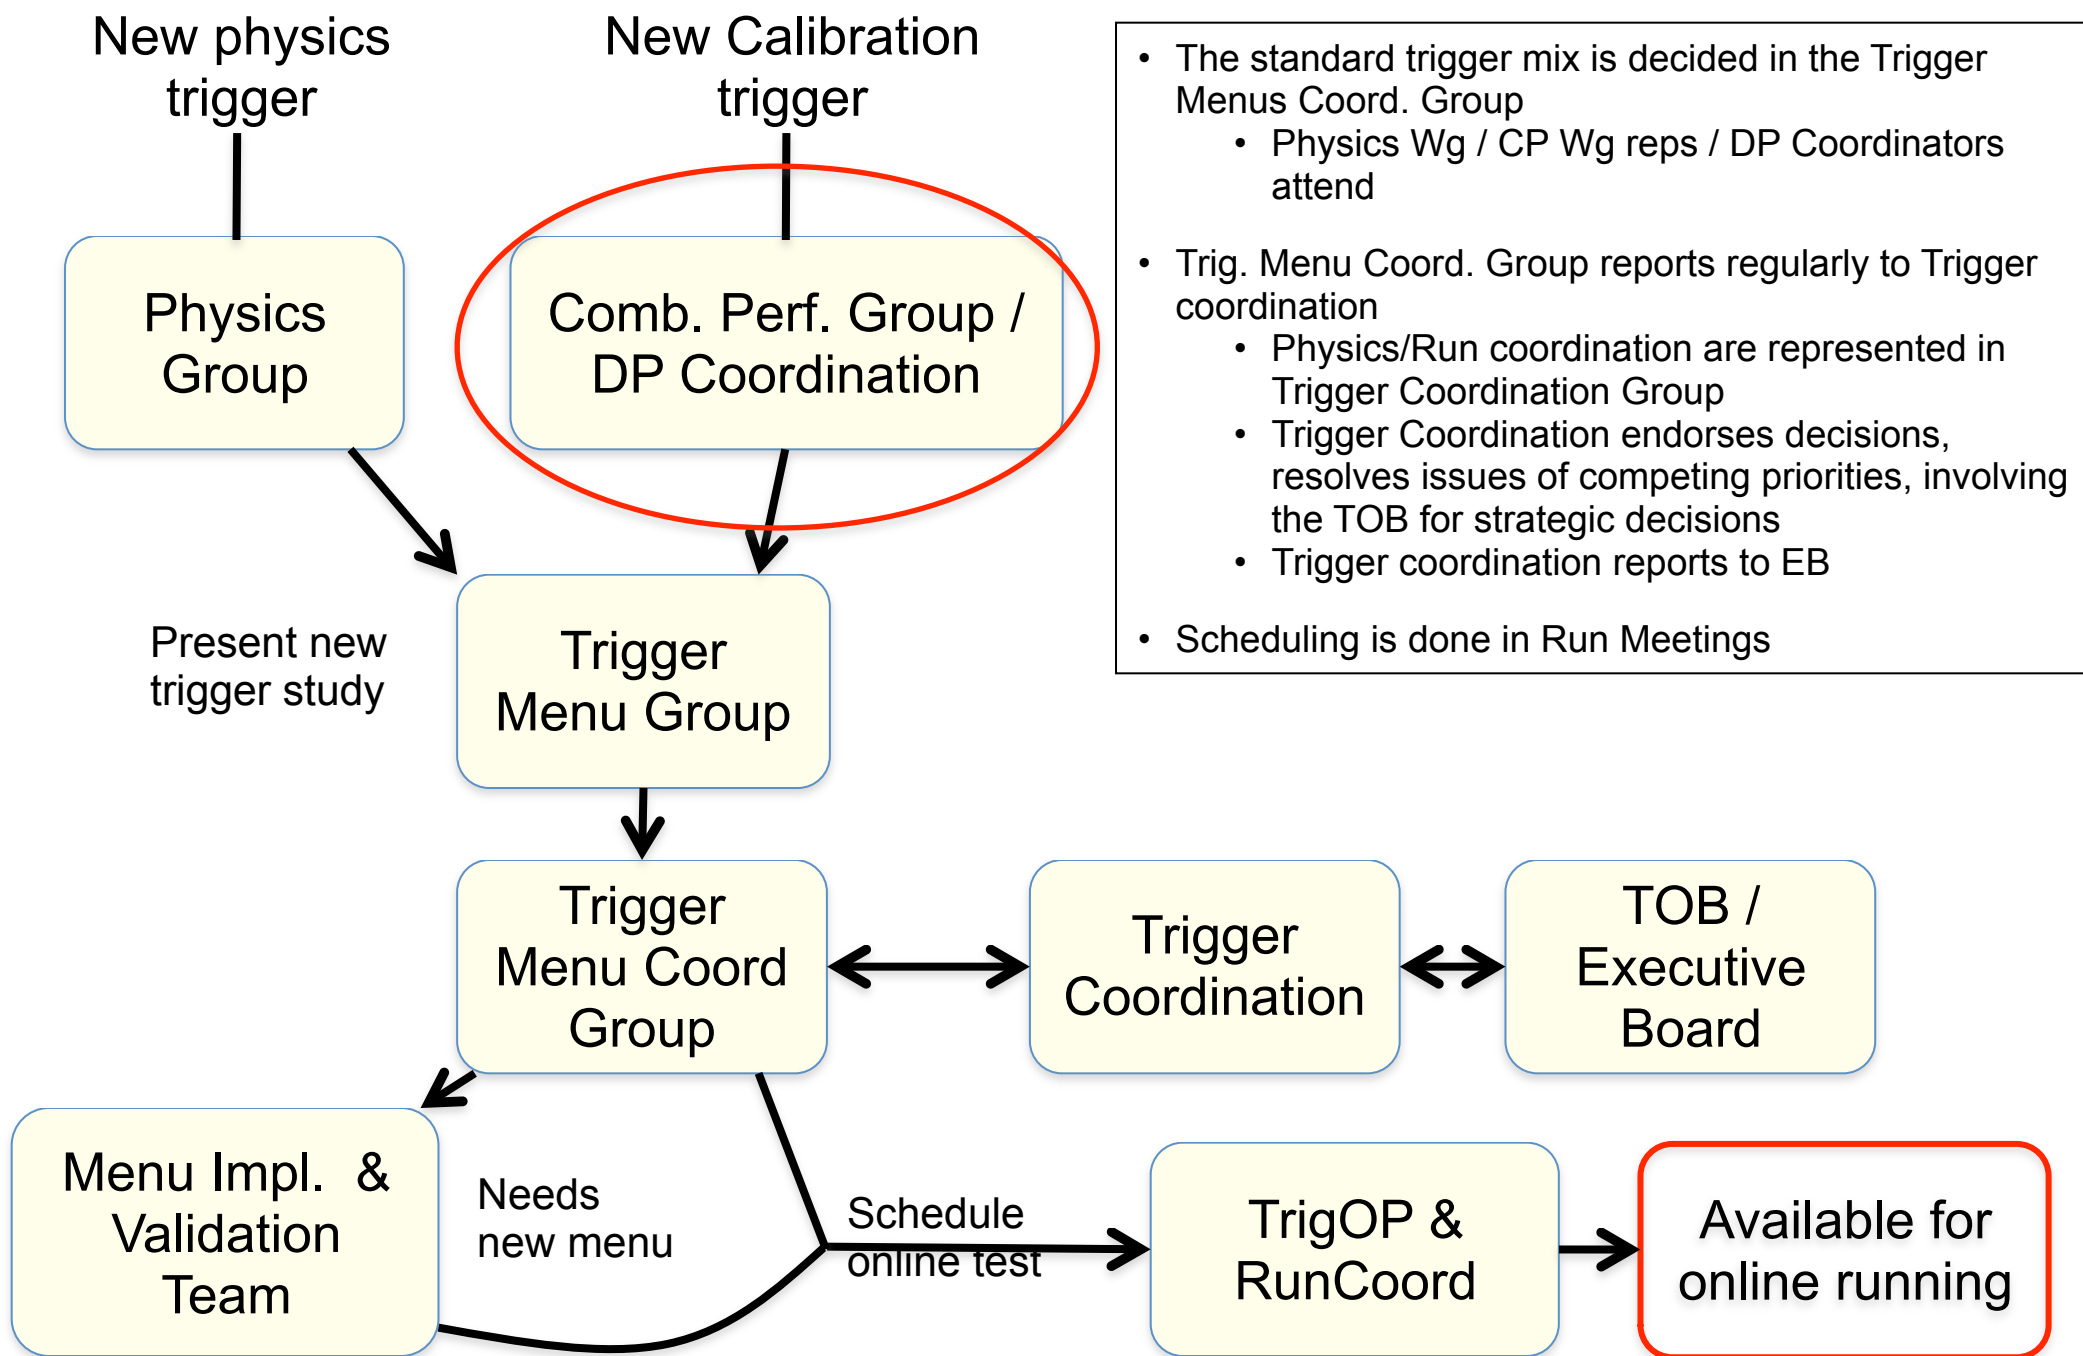 New physics
trigger
New Calibration
trigger
• The standard trigger mix is decided in the Trigger
Menus Coord. Group
• Physics Wg / CP Wg reps / DP Coordinators
attend
• Trig. Menu Coord. Group reports regularly to Trigger
coordination
• Physics/Run coordination are represented in
Trigger Coordination Group
• Trigger Coordination endorses decisions,
resolves issues of competing priorities, involving
the TOB for strategic decisions
• Trigger coordination reports to EB
• Scheduling is done in Run Meetings
Physics
Group
Comb. Perf. Group /
DP Coordination
Present new
trigger study
Trigger
Menu Group
Trigger
Menu Coord
Group
Trigger
Coordination
TOB /
Executive
Board
Menu Impl. &
Validation
Team
Needs
new menu
Schedule
online test
TrigOP &
RunCoord
Available for
online running